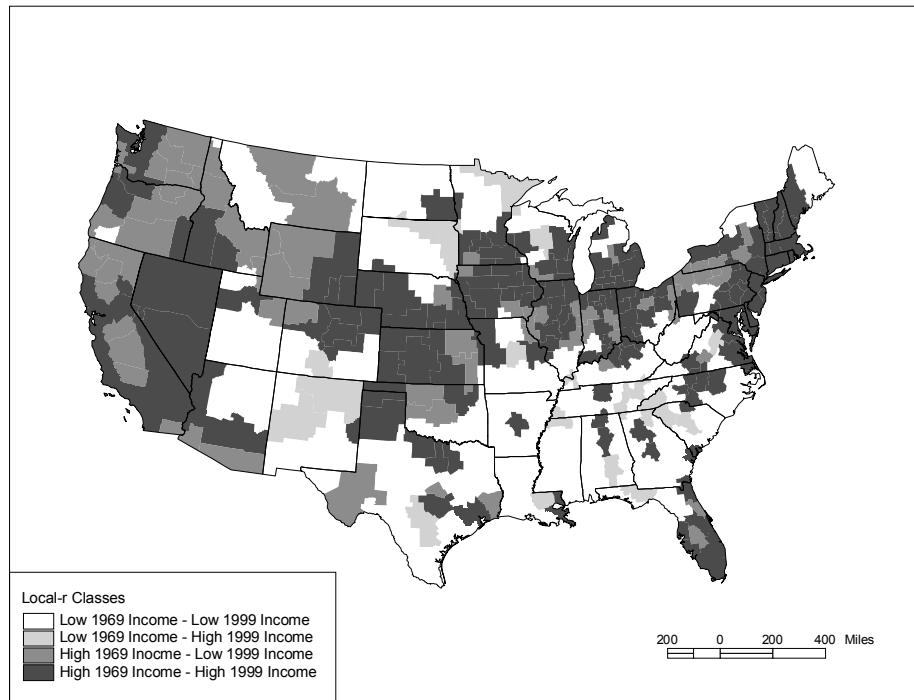 Local-r Classes
Low 1969 Income - Low 1999 Income
Low 1969 Income - High 1999 Income
High 1969 Inocme - Low 1999 Income
High 1969 Income - High 1999 Income
200 0 200 400 Miles